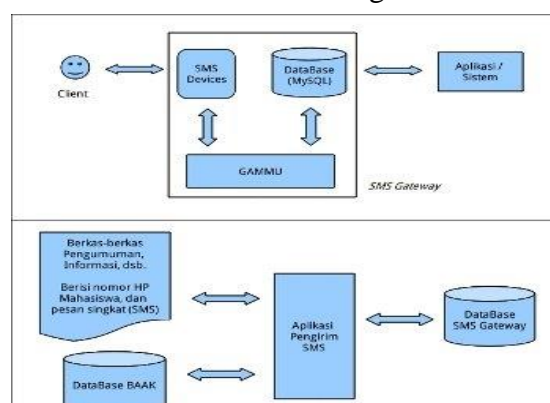 SMS
Devices
DataBase
(MySQL)
Aplikasi /
Sistem
Client
GAMMU
SMS Gateway
Berkas-berkas
Pengumuman,
Informasi, dsb.
Berisi nomor HP
Mahasiswa, dan
pesan singkat (SMS)
Aplikasi
Pengirim
SMS
DataBase
SMS Gateway
DataBase BAAK